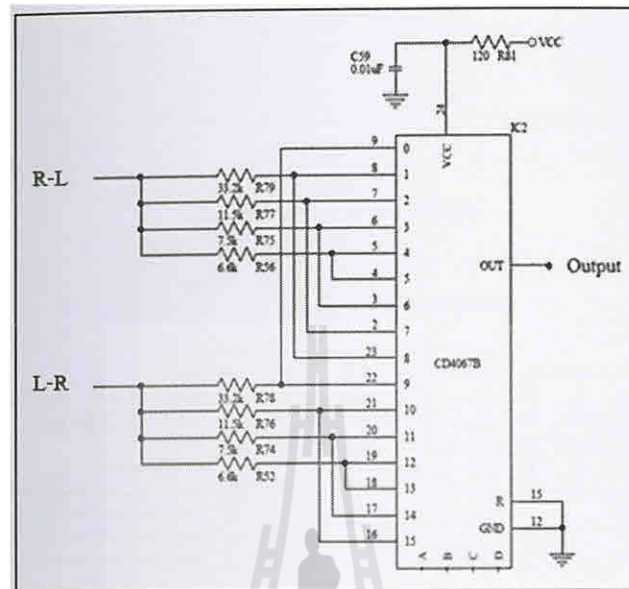 C59
0.01uF
120 R81
VCC
24
IC2
VCC
R-L
33.2k R79
11.5k R77
7.5k R75
6.6k R56
9 0
8 1
7 2
6 3
5 4
4 5
3 6
2 7
23 8
22 9
21 10
20 11
19 12
18 13
17 14
16 15
OUT
Output
CD4067B
L-R
33.2k R78
11.5k R76
7.5k R74
6.6k R52
15
GND 12
A B C D